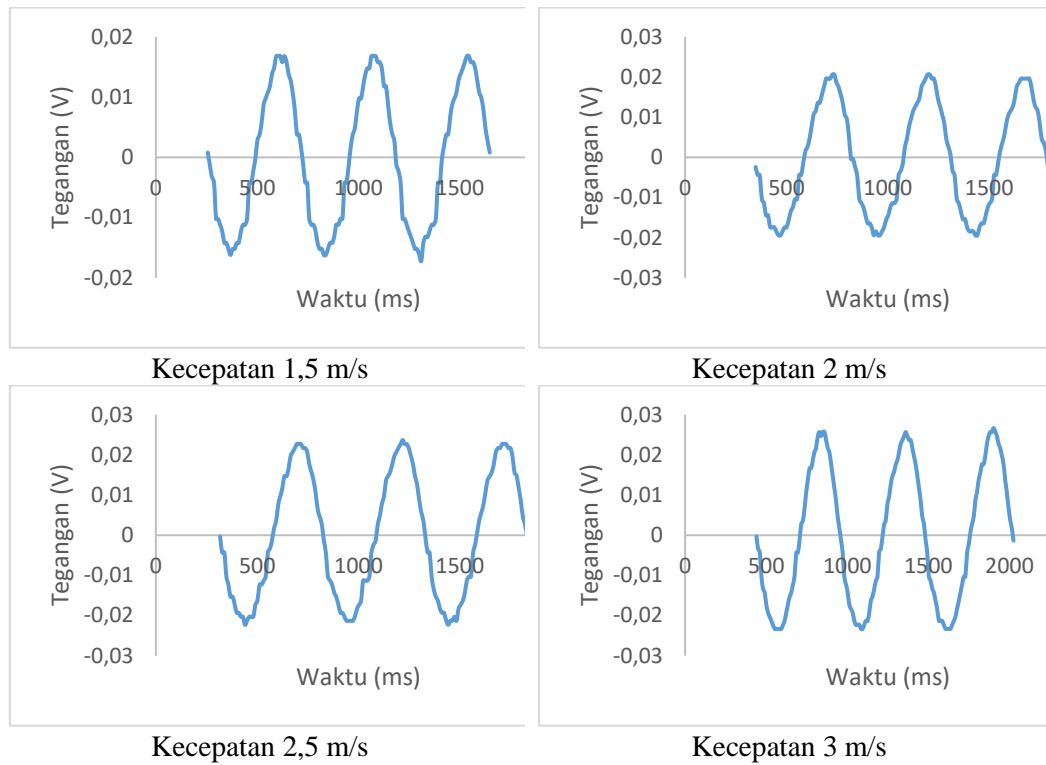 0,02
0,01
0
-0,01
-0,02
0 500 1000 1500
Tegangan (V)
Waktu (ms)
Kecepatan 1,5 m/s
0,03
0,02
0,01
0
-0,01
-0,02
-0,03
0 500 1000 1500
Tegangan (V)
Waktu (ms)
Kecepatan 2 m/s
0,03
0,02
0,01
0
-0,01
-0,02
-0,03
0 500 1000 1500
Tegangan (V)
Waktu (ms)
Kecepatan 2,5 m/s
0,03
0,02
0,01
0
-0,01
-0,02
-0,03
0 500 1000 1500 2000
Tegangan (V)
Waktu (ms)
Kecepatan 3 m/s